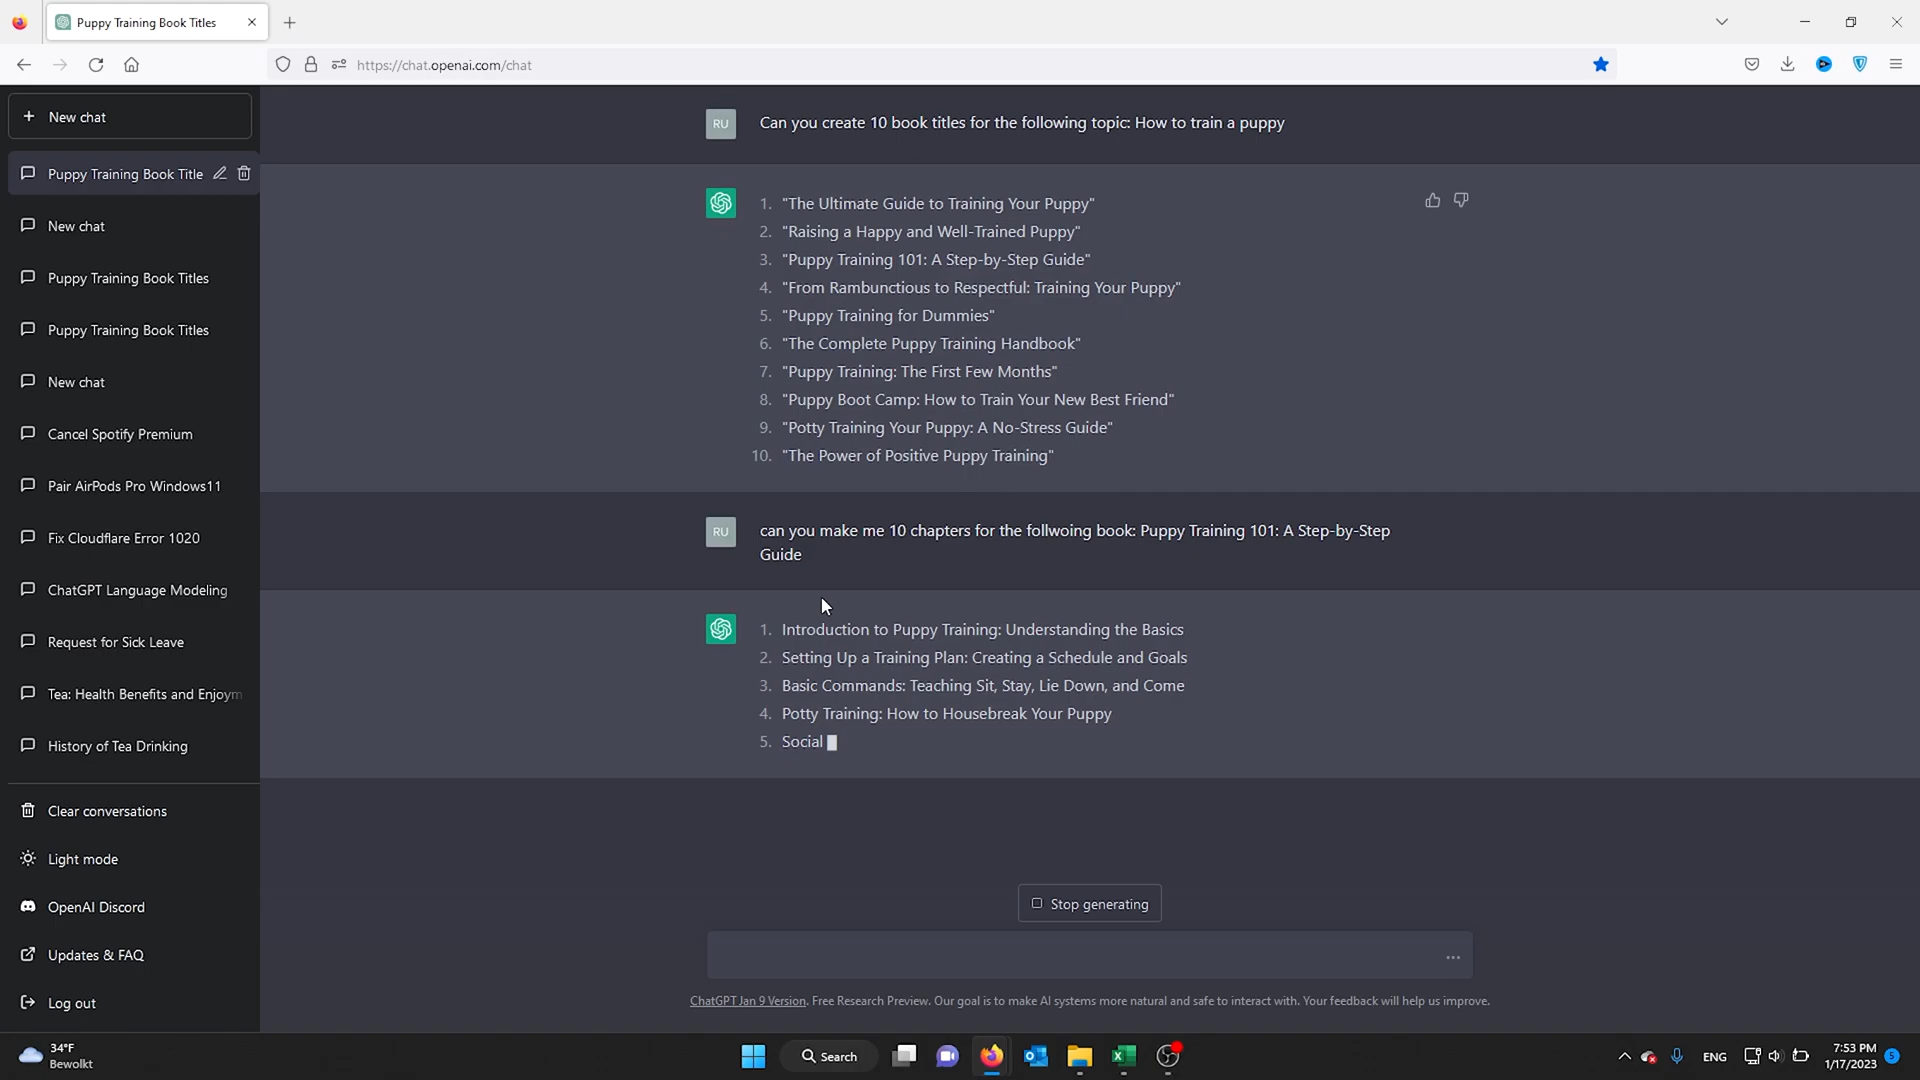 Puppy Training Book Titles
https://chat.openai.com/chat
New chat
Puppy Training Book Title
New chat
Puppy Training Book Titles
Puppy Training Book Titles
New chat
Cancel Spotify Premium
Pair AirPods Pro Windows11
Fix Cloudflare Error 1020
ChatGPT Language Modeling
Request for Sick Leave
Tea: Health Benefits and Enjoym
History of Tea Drinking
Clear conversations
Light mode
OpenAI Discord
Updates & FAQ
Log out
RU
Can you create 10 book titles for the following topic: How to train a puppy
1. "The Ultimate Guide to Training Your Puppy"
2. "Raising a Happy and Well-Trained Puppy"
3. "Puppy Training 101: A Step-by-Step Guide"
4. "From Rambunctious to Respectful: Training Your Puppy"
5. "Puppy Training for Dummies"
6. "The Complete Puppy Training Handbook"
7. "Puppy Training: The First Few Months"
8. "Puppy Boot Camp: How to Train Your New Best Friend"
9. "Potty Training Your Puppy: A No-Stress Guide"
10. "The Power of Positive Puppy Training"
RU
can you make me 10 chapters for the follwoing book: Puppy Training 101: A Step-by-Step
Guide
1. Introduction to Puppy Training: Understanding the Basics
2. Setting Up a Training Plan: Creating a Schedule and Goals
3. Basic Commands: Teaching Sit, Stay, Lie Down, and Come
4. Potty Training: How to Housebreak Your Puppy
5. Social
Stop generating
ChatGPT Jan 9 Version. Free Research Preview. Our goal is to make AI systems more natural and safe to interact with. Your feedback will help us improve.
34°F
Bewolkt
Search
ENG
7:53 PM
1/17/2023
5